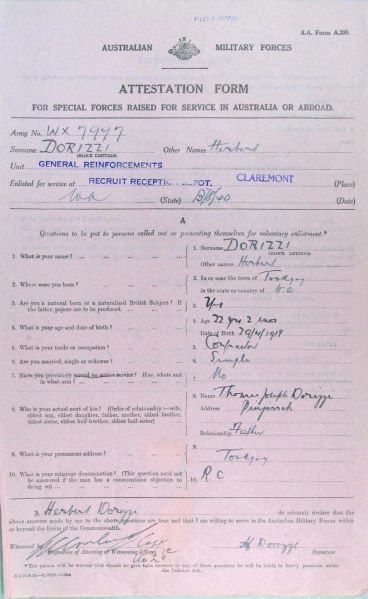 A.A. Form A.200.
AUSTRALIAN MILITARY FORCES
ATTESTATION FORM
FOR SPECIAL FORCES RAISED FOR SERVICE IN AUSTRALIA OR ABROAD.
Army No. WX 7997
Surname DORIZZI Other Names Herbert
(BLOCK CAPITALS)
Unit GENERAL REINFORCEMENTS
Enlisted for service at RECRUIT RECEPTION DEPOT. CLAREMONT (Place)
WA (State) 13/8/40 (Date)
A
Questions to be put to persons called out or presenting themselves for voluntary enlistment.*
1. What is your name? 1. Surname DORIZZI
(BLOCK LETTERS)
Other names Herbert
2. Where were you born? 2. In or near the town of Toodyay
in the state or country of WA
3. Are you a natural born or a naturalized British Subject? If the latter, papers are to be produced. 3. Yes
4. What is your age and date of birth? 4. Age 22 yrs 2 mos
Date of Birth 29/4/1918
5. What is your trade or occupation? 5.
6. Are you married, single or widower? 6. Single
7. Have you previously served on active service? If so, where and in what arm? 7. No
8. Who is your actual next of kin? (Order of relationship:—wife, eldest son, eldest daughter, father, mother, eldest brother, eldest sister, eldest half-brother, eldest half-sister) 8. Name Thomas Joseph Dorizzi
Address Pingarrah
Relationship Father
9. What is your permanent address? 9. Toodyay
10. What is your religious denomination? (This question need not be answered if the man has a conscientious objection to doing so) 10. R C
3. Herbert Dorizzi do solemnly declare that the
above answers made by me to the above questions are true and that I am willing to serve in the Australian Military Forces within
or beyond the limits of the Commonwealth.
Witnessed by H Dorizzi
Signature of Attesting or Witnessing Officer Signature
*The person will be warned that should he give false answers to any of these questions he will be liable to heavy penalties under
the Defence Act.